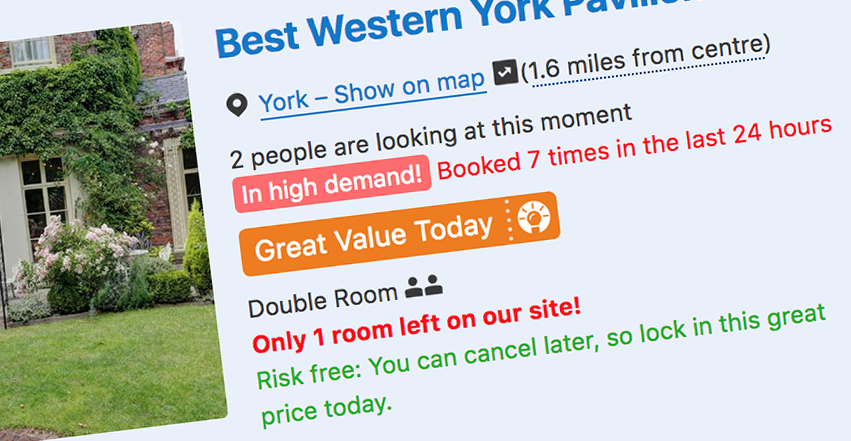 Best Western York
York – Show on map (1.6 miles from centre)
2 people are looking at this moment
In high demand! Booked 7 times in the last 24 hours
Great Value Today
Double Room
Only 1 room left on our site!
Risk free: You can cancel later, so lock in this great
price today.